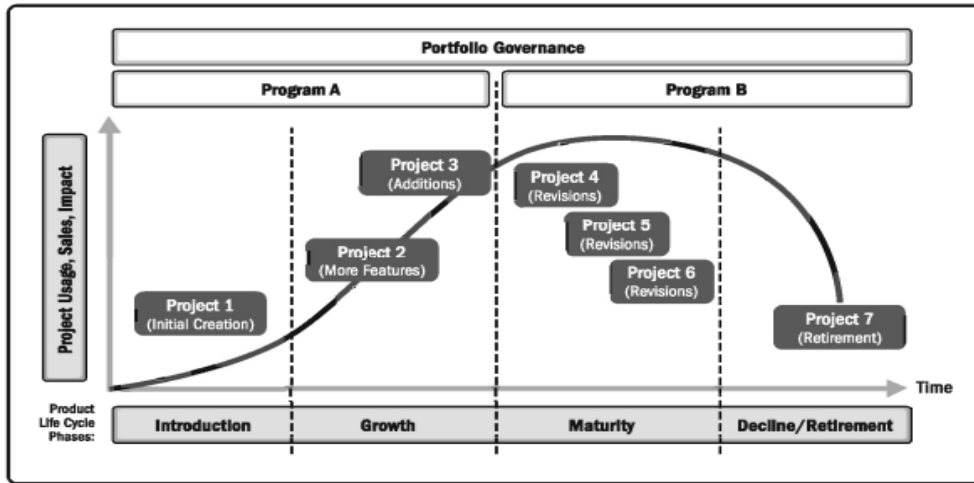 Portfolio Governance
Program A
Program B
Project Usage, Sales, Impact
Project 3
(Additions)
Project 4
(Revisions)
Project 2
(More Features)
Project 5
(Revisions)
Project 6
(Revisions)
Project 1
(Initial Creation)
Project 7
(Retirement)
Time
Product
Life Cycle
Phases:
Introduction
Growth
Maturity
Decline/Retirement